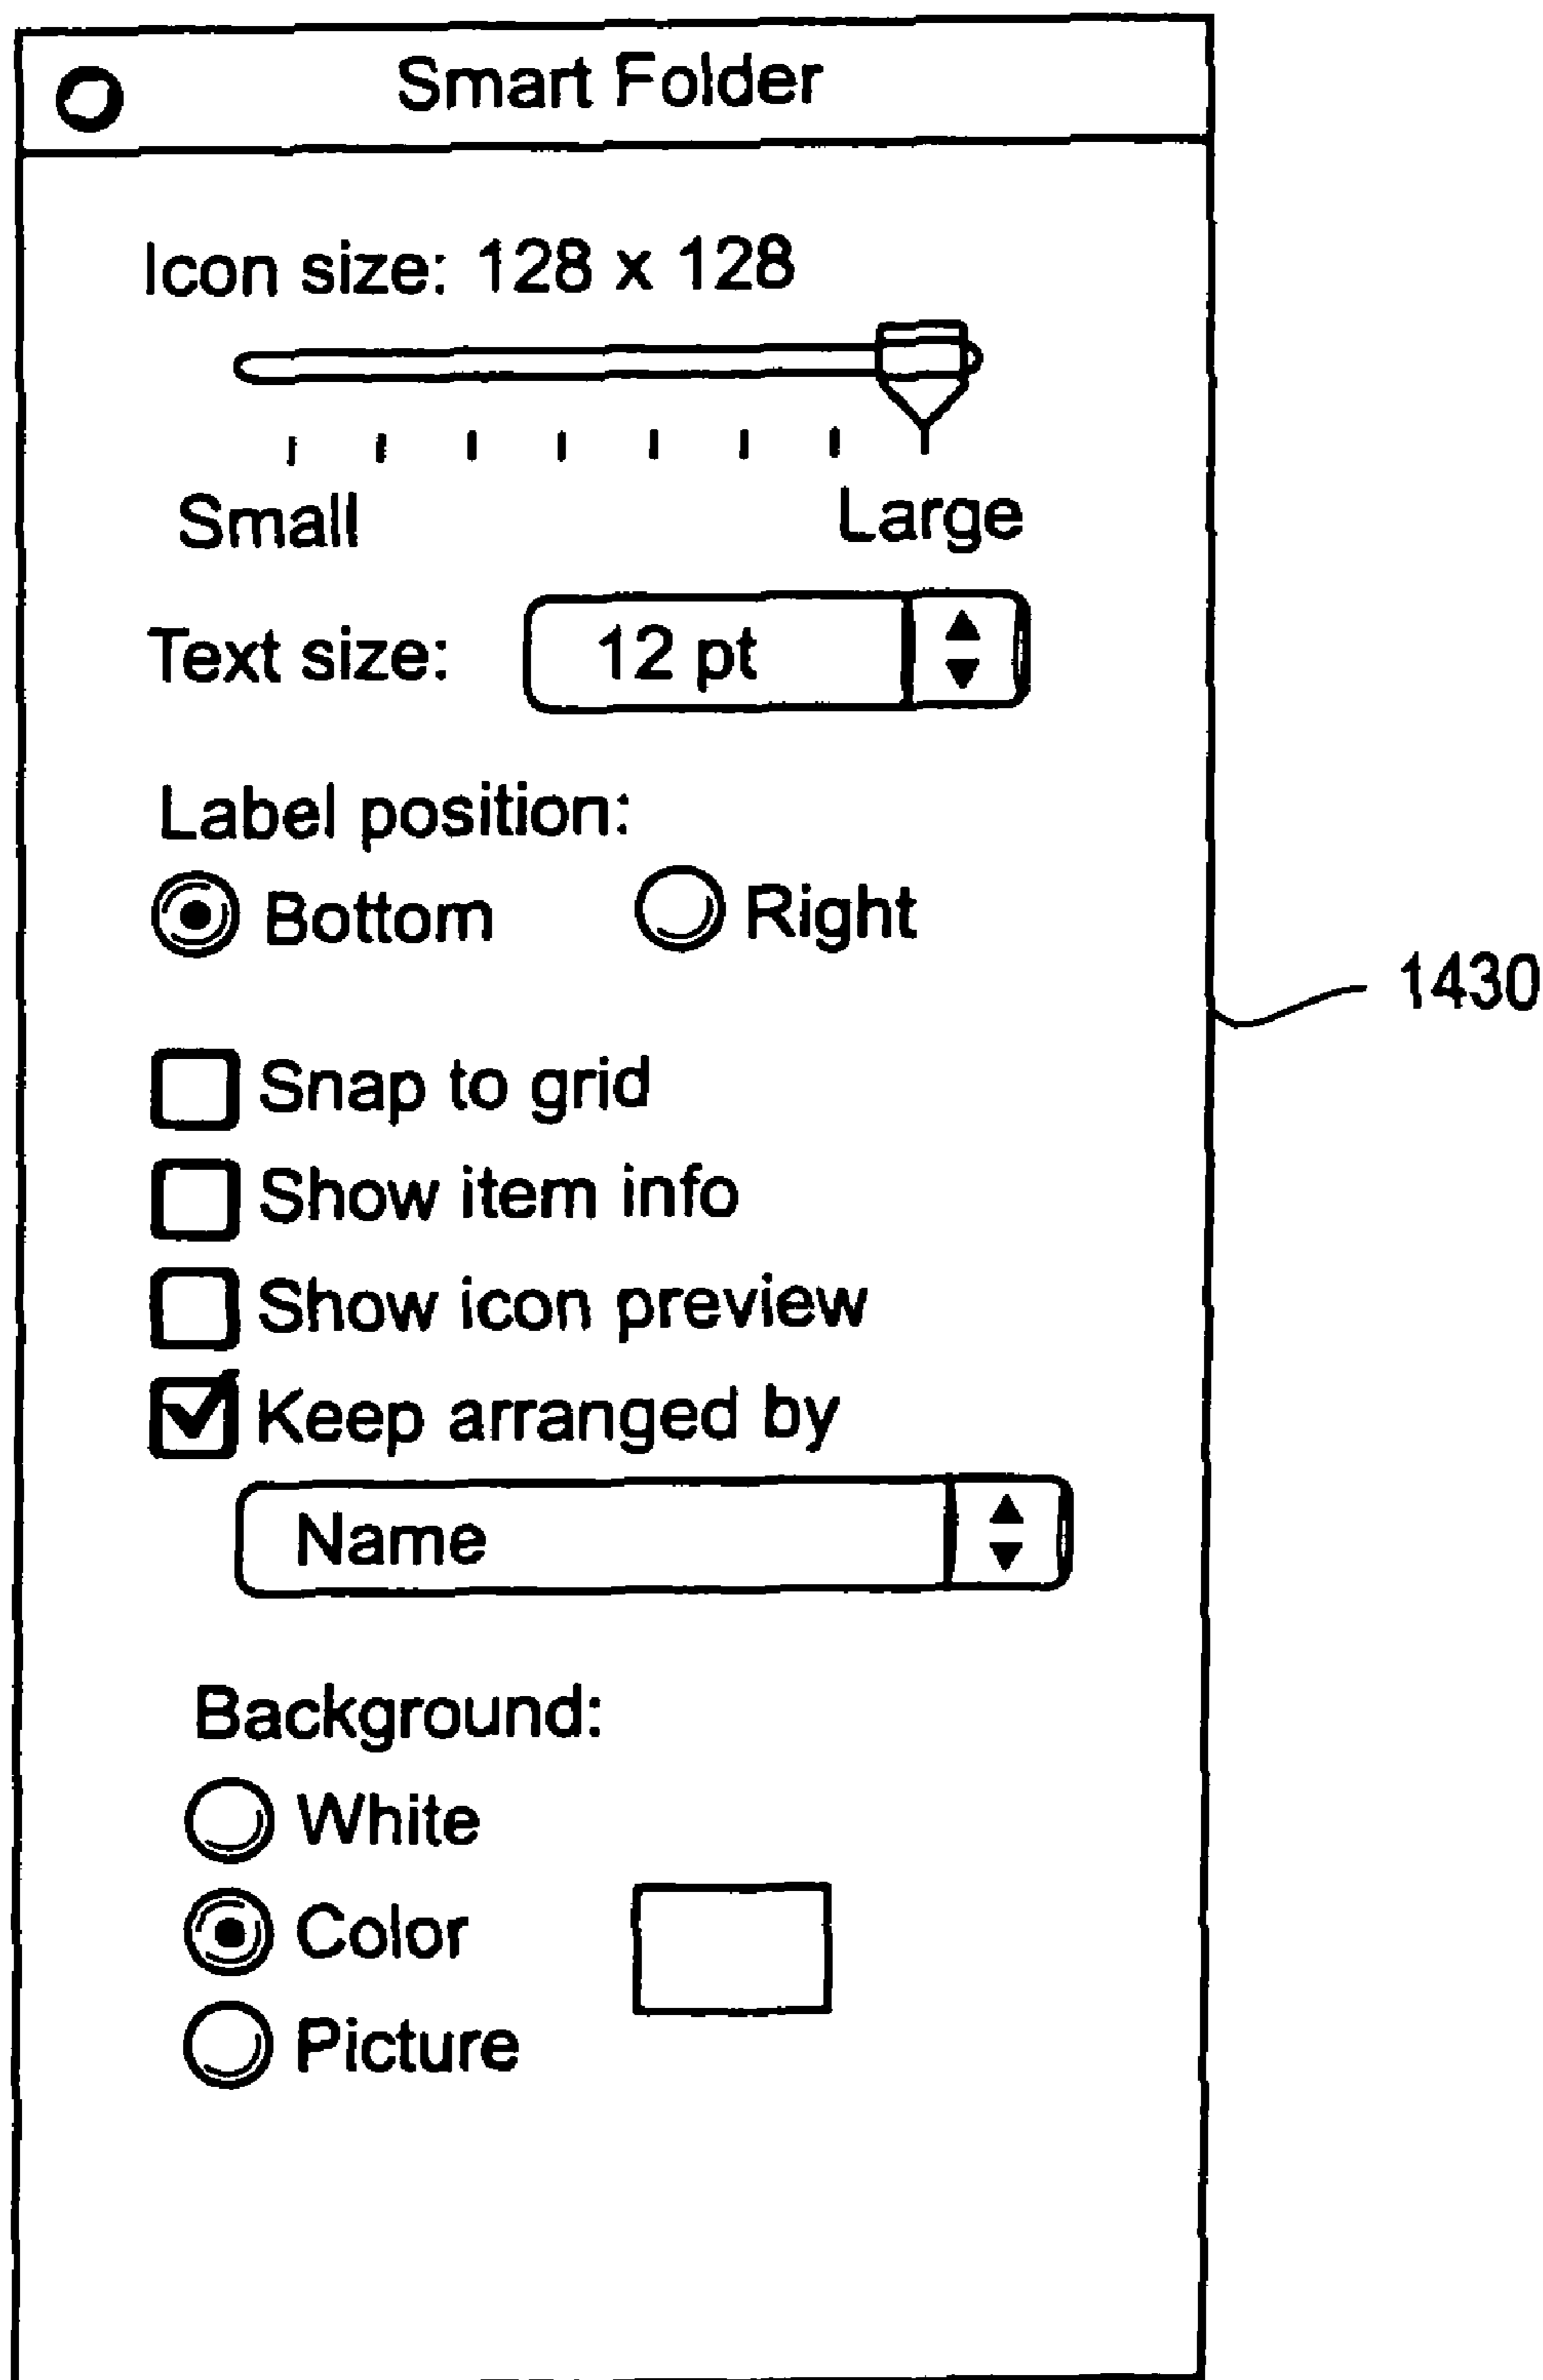 Smart Folder
Icon size: 128 x 128
Small Large
Text size: 12 pt
Label position:
Bottom Right
1430
Snap to grid
Show item info
Show icon preview
Keep arranged by
Name
Background:
White
Color
Picture